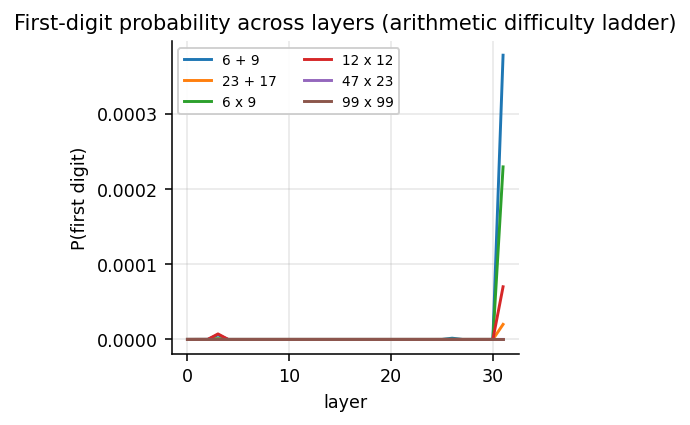 First-digit probability across layers (arithmetic difficulty ladder)
6 + 9
23 + 17
6 x 9
12 x 12
47 x 23
99 x 99
P(first digit)
0.0003
0.0002
0.0001
0.0000
0
10
20
30
layer